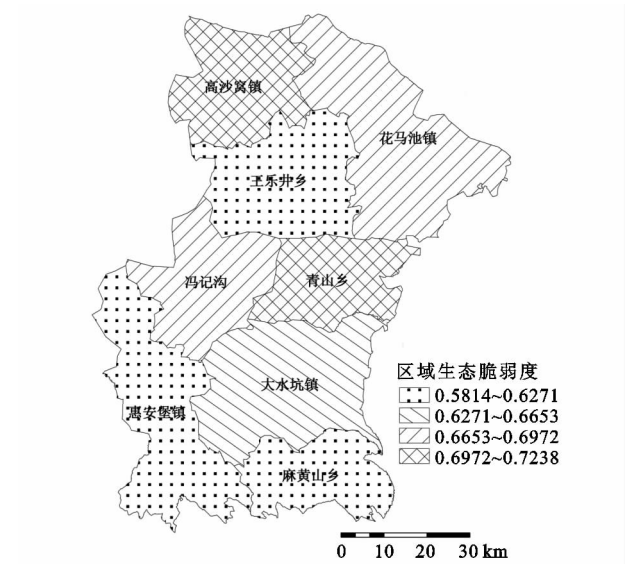 高沙窝镇
花马池镇
王乐井乡
冯记沟
青山乡
大水坑镇
惠安堡镇
麻黄山乡
区域生态脆弱度
0.5814~0.6271
0.6271~0.6653
0.6653~0.6972
0.6972~0.7238
0 10 20 30 km